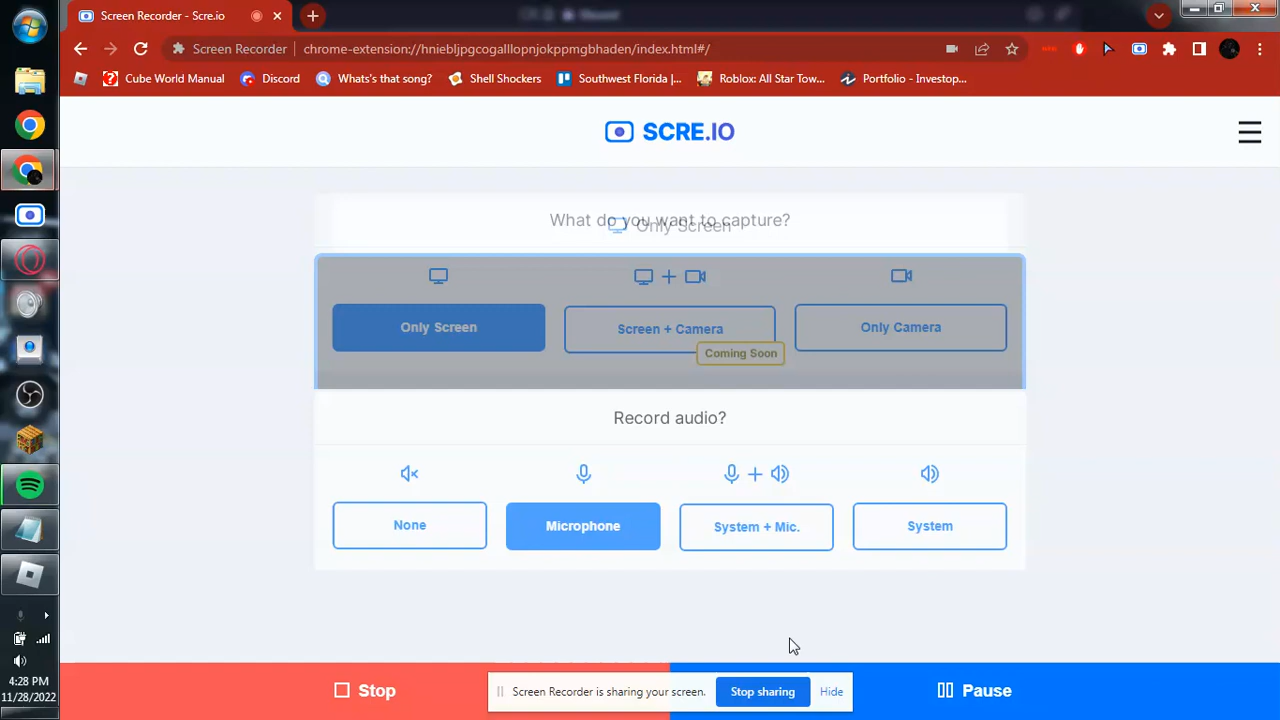 Screen Recorder - Scre.io
Screen Recorder
chrome-extension://hniebljpgcogalllopnjokppmgbhaden/index.html#/
Cube World Manual
Discord
Whats's that song?
Shell Shockers
Southwest Florida |...
Roblox: All Star Tow...
Portfolio - Investop...
SCRE.IO
What do you want to capture?
Only Screen
Only Screen
Screen + Camera
Only Camera
Coming Soon
Record audio?
None
Microphone
System + Mic.
System
Stop
Screen Recorder is sharing your screen.
Stop sharing
Hide
Pause
4:28 PM
11/28/2022